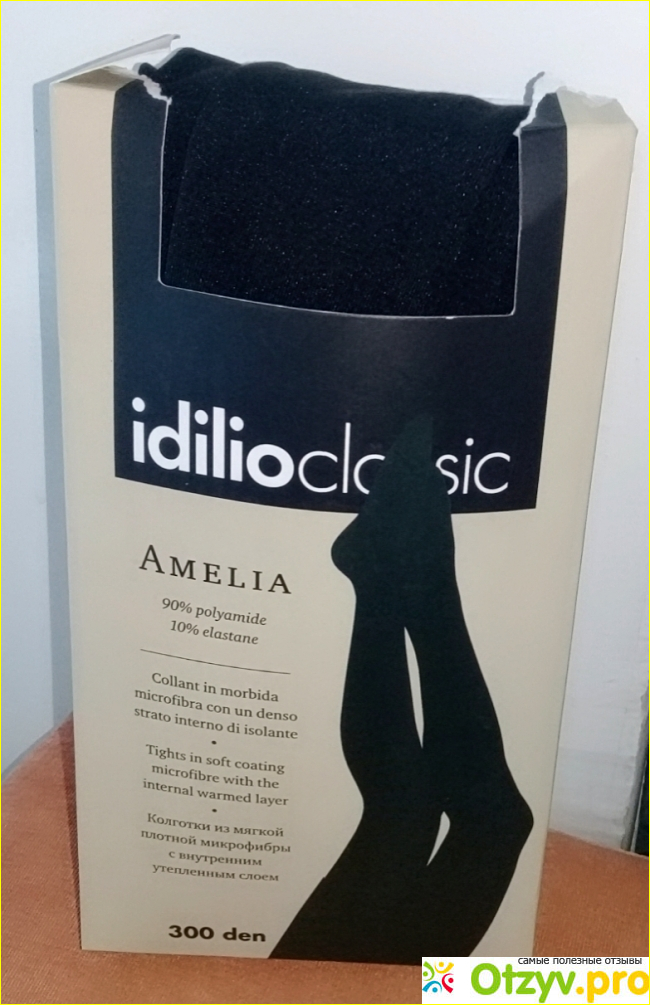 idilioclassic
AMELIA
90% polyamide
10% elastane
Collant in morbida
microfibra con un denso
strato interno di isolante
•
Tights in soft coating
microfibre with the
internal warmed layer
•
Колготки из мягкой
плотной микрофибры
с внутренним
утепленным слоем
300 den
самые полезные отзывы
Otzyv.pro